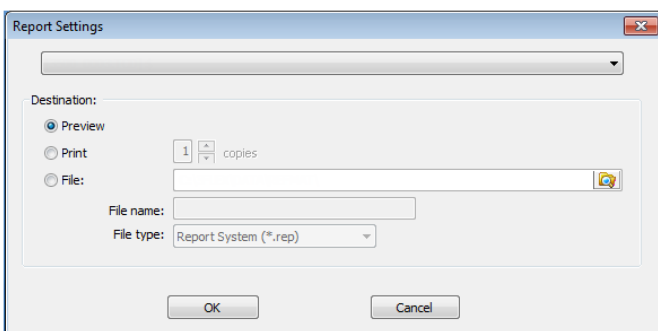 Report Settings
Destination:
Preview
Print 1 copies
File:
File name:
File type: Report System (*.rep)
OK Cancel